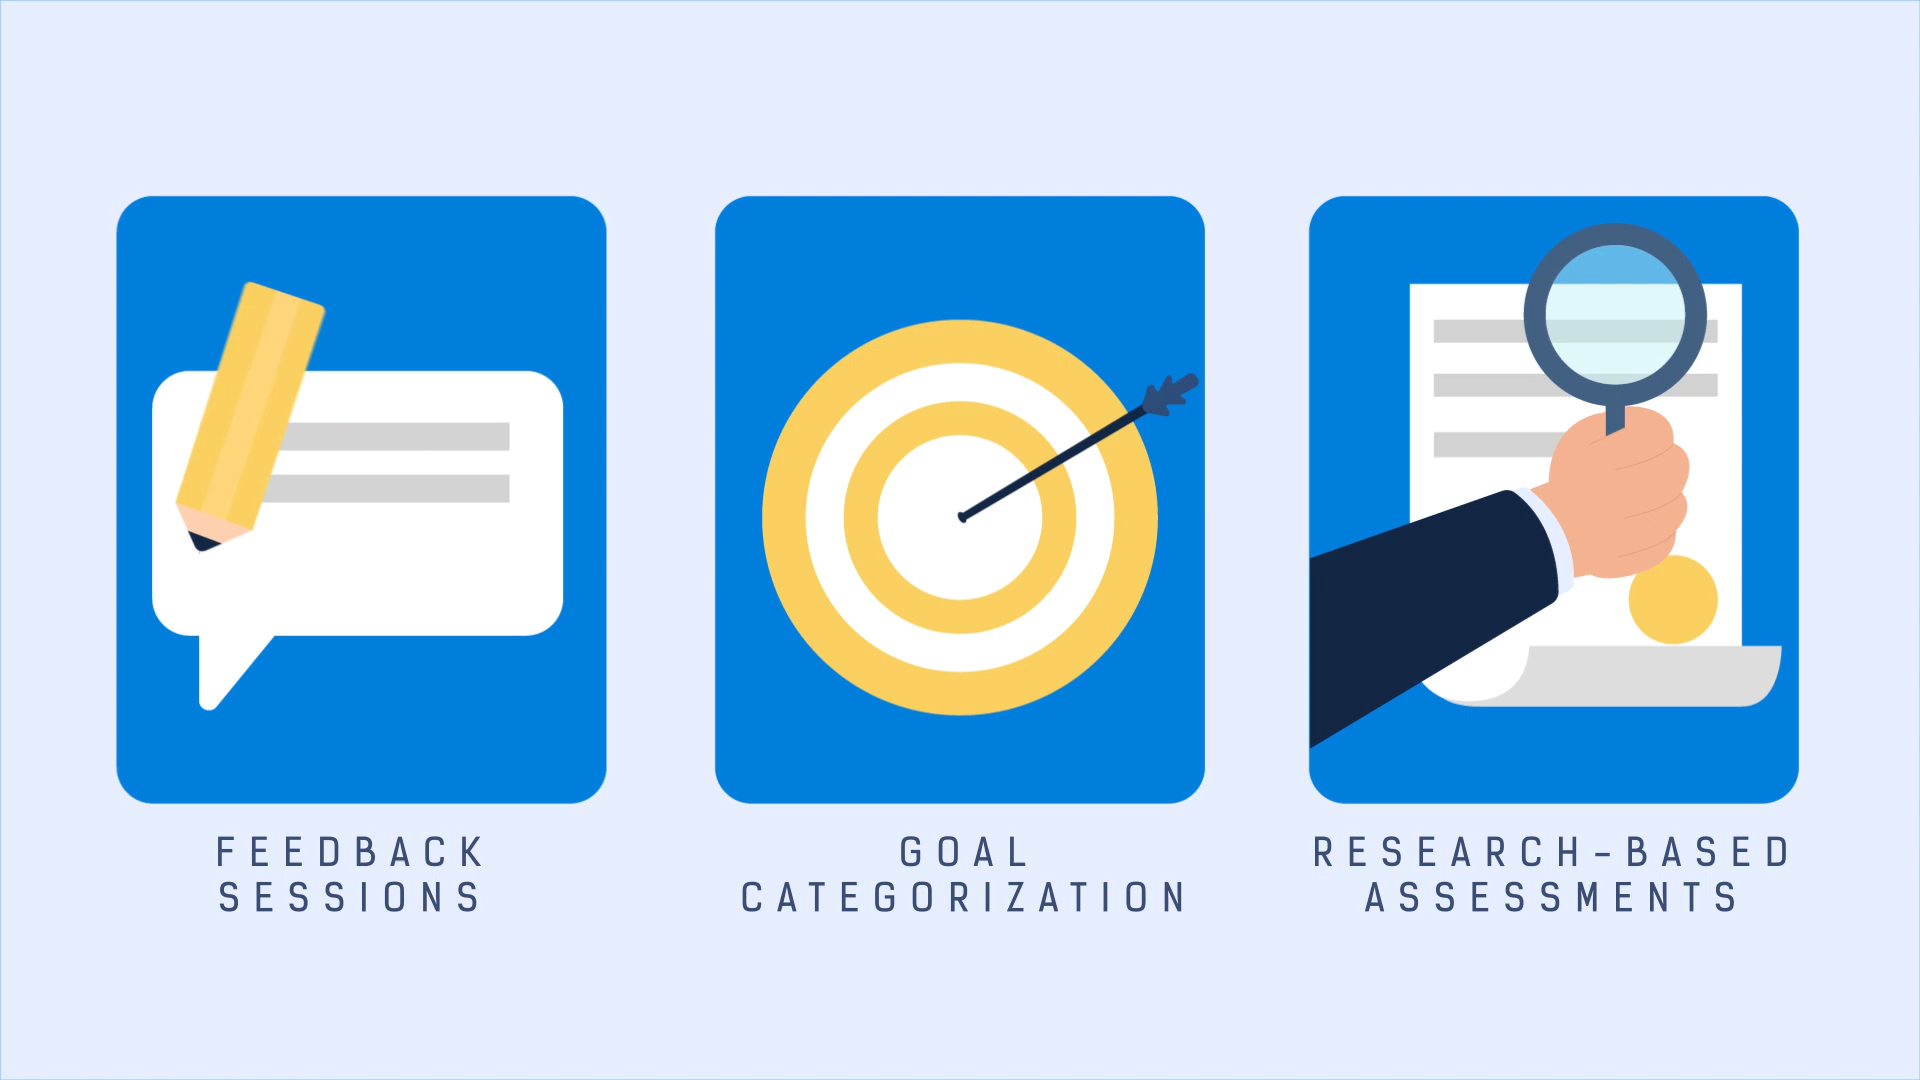 FEEDBACK
SESSIONS
GOAL
CATEGORIZATION
RESEARCH-BASED
ASSESSMENTS